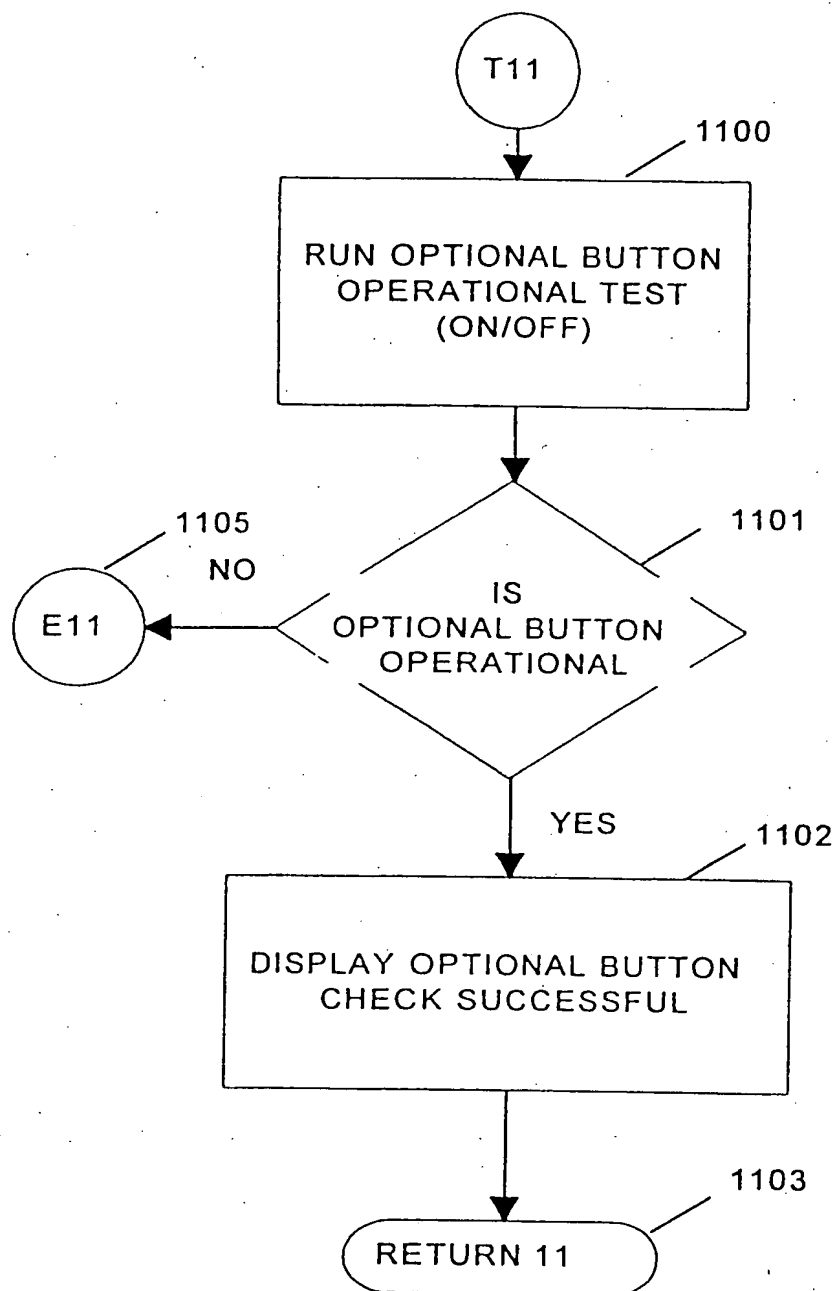 T11
1100
RUN OPTIONAL BUTTON
OPERATIONAL TEST
(ON/OFF)
1105
1101
NO
IS
E11
OPTIONAL BUTTON
OPERATIONAL
YES
1102
DISPLAY OPTIONAL BUTTON
CHECK SUCCESSFUL
1103
RETURN 11